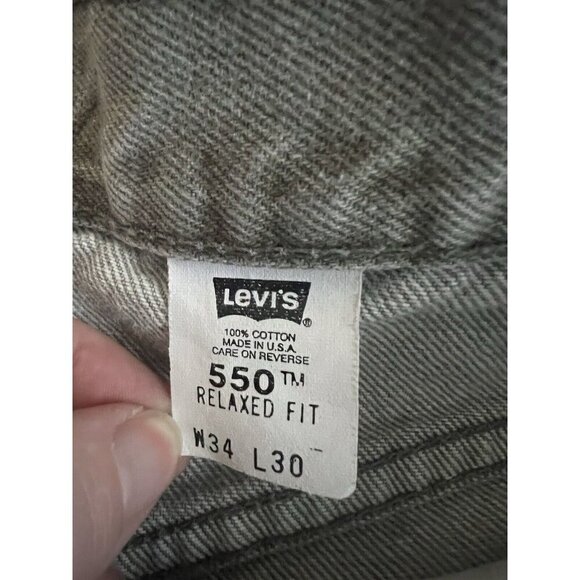 Levi's®
100% COTTON
MADE IN U.S.A.
CARE ON REVERSE
550™
RELAXED FIT
W34 L30